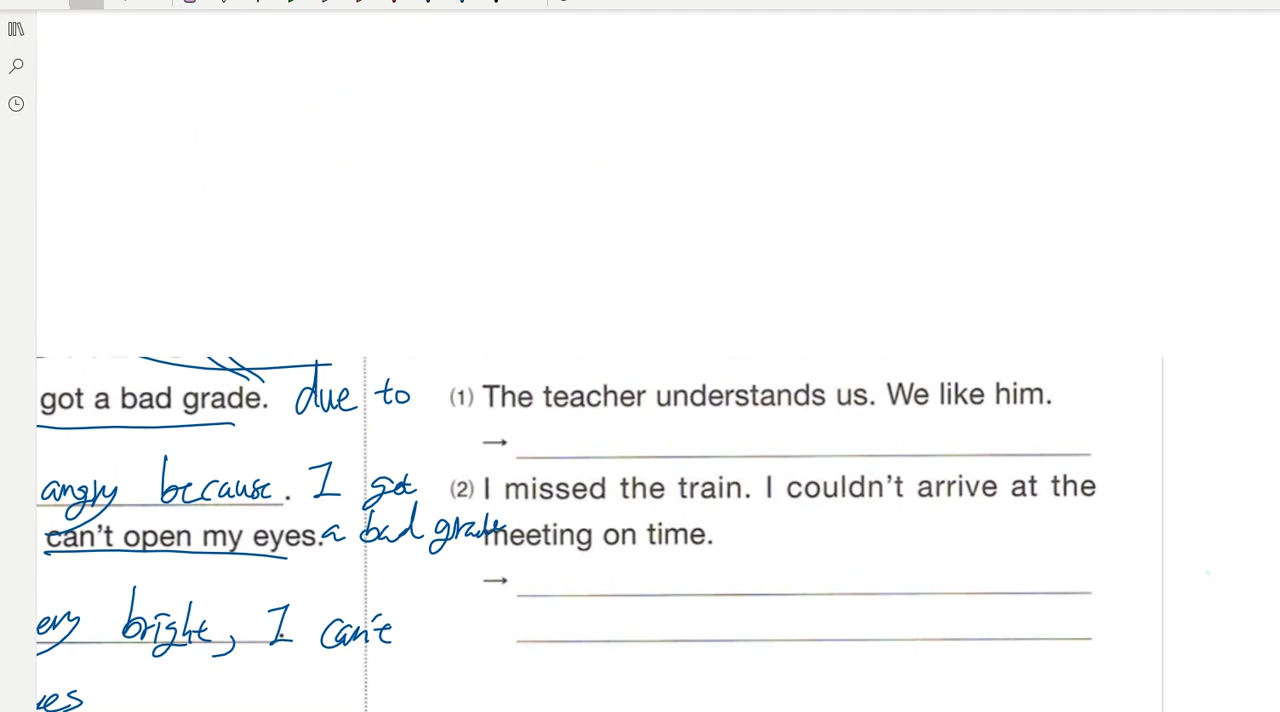 got a bad grade. due to
angry because. I got
can't open my eyes. a bad grade
bright, I can't
(1) The teacher understands us. We like him.
→
(2) I missed the train. I couldn't arrive at the
meeting on time.
→